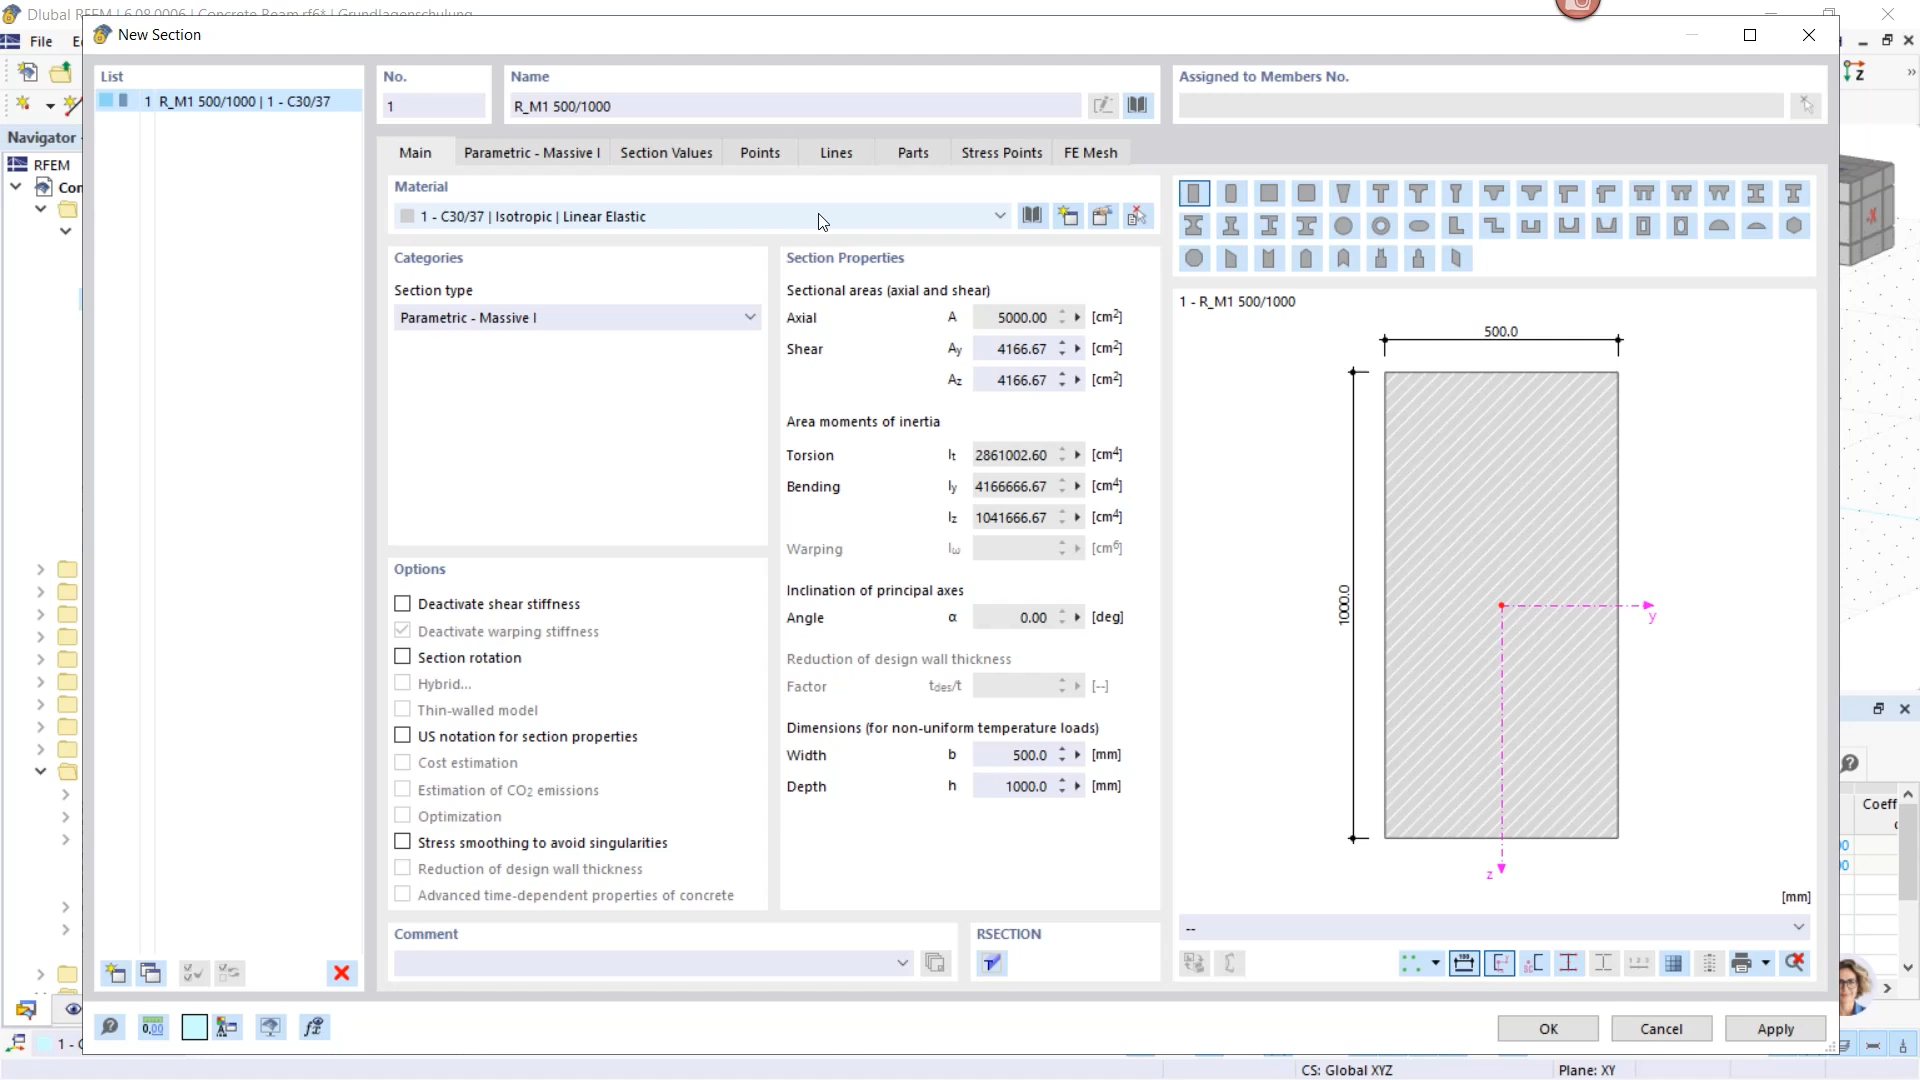 Dlubal RFEM | 6.08.0006 | Concrete Beam.rf6* | Grundlagenschulung
File
New Section
Navigator
RFEM
List
1 R_M1 500/1000 | 1 - C30/37
No.
1
Name
R_M1 500/1000
Assigned to Members No.
Main
Parametric - Massive I
Section Values
Points
Lines
Parts
Stress Points
FE Mesh
Material
1 - C30/37 | Isotropic | Linear Elastic
Categories
Section type
Parametric - Massive I
Options
Deactivate shear stiffness
Deactivate warping stiffness
Section rotation
Hybrid...
Thin-walled model
US notation for section properties
Cost estimation
Estimation of CO2 emissions
Optimization
Stress smoothing to avoid singularities
Reduction of design wall thickness
Advanced time-dependent properties of concrete
Section Properties
Sectional areas (axial and shear)
Axial A 5000.00 [cm2]
Shear Ay 4166.67 [cm2]
Az 4166.67 [cm2]
Area moments of inertia
Torsion It 2861002.60 [cm4]
Bending Iy 4166666.67 [cm4]
Iz 1041666.67 [cm4]
Warping Iω [cm6]
Inclination of principal axes
Angle α 0.00 [deg]
Reduction of design wall thickness
Factor tdes/t [--]
Dimensions (for non-uniform temperature loads)
Width b 500.0 [mm]
Depth h 1000.0 [mm]
Comment
RSECTION
1 - R_M1 500/1000
500.0
1000.0
y
z
[mm]
--
OK
Cancel
Apply
Coeff
CS: Global XYZ
Plane: XY